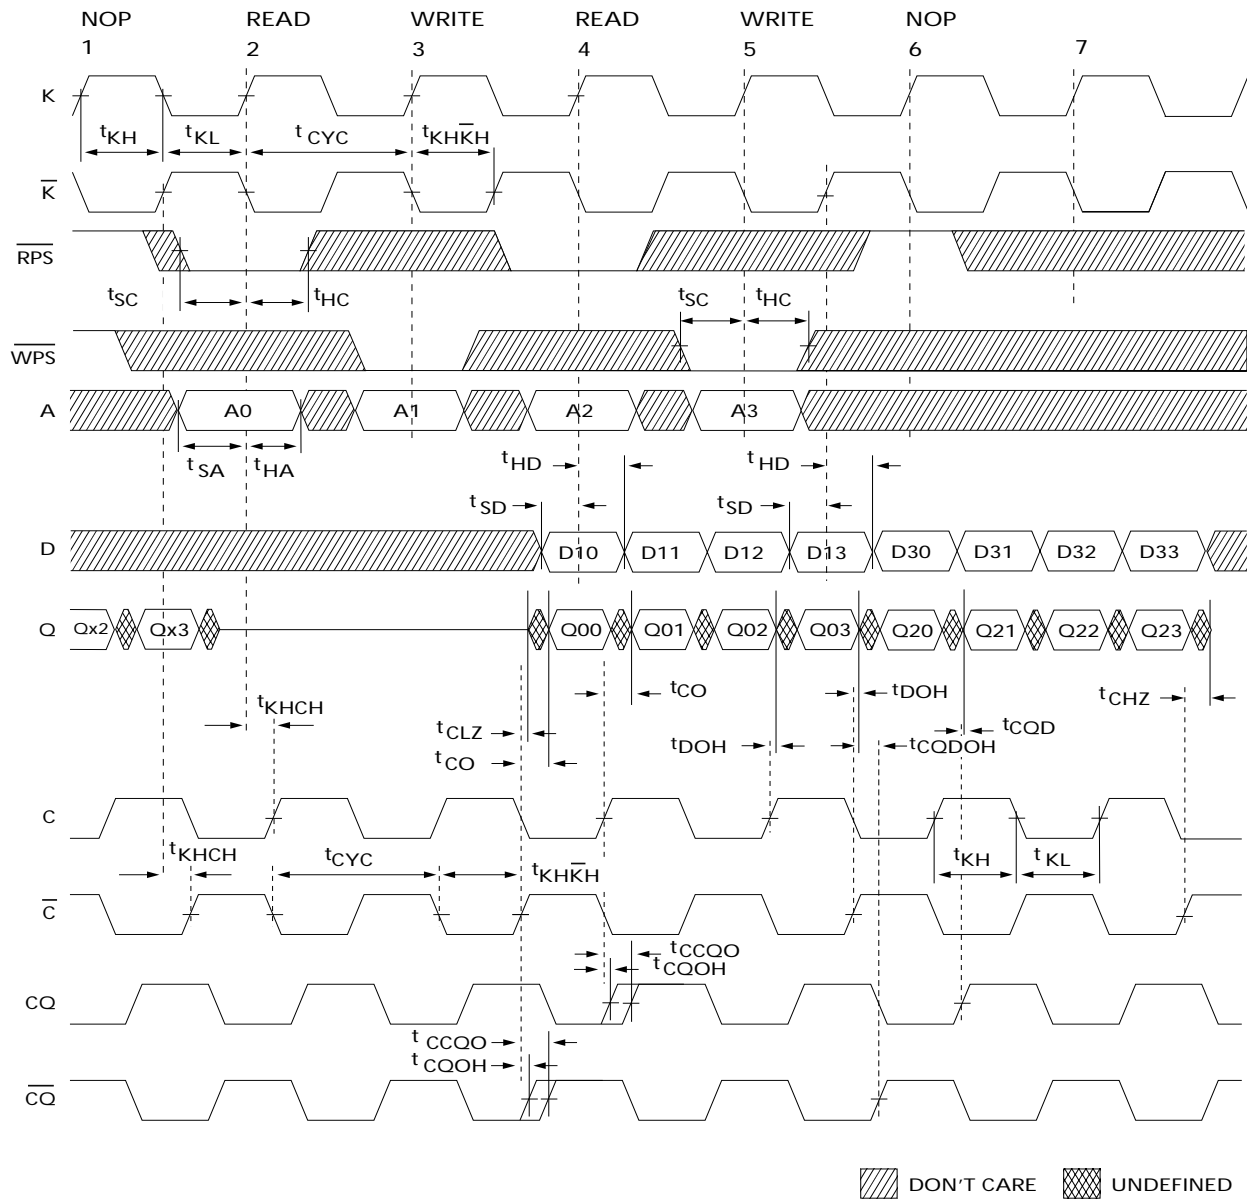 NOP READ WRITE READ WRITE NOP
1 2 3 4 5 6 7
K
tKH tKL tCYC tKHK̅H
K̅
R̅P̅S̅
tSC tHC tSC tHC
W̅P̅S̅
A A0 A1 A2 A3
tSA tHA tHD tHD
tSD tSD
D D10 D11 D12 D13 D30 D31 D32 D33
Q Qx2 Qx3 Q00 Q01 Q02 Q03 Q20 Q21 Q22 Q23
tKHCH tCO tDOH tCHZ
tCLZ tDOH tCQDOH tCQD
tCO
C
tKHCH tCYC tKHK̅H tKH tKL
C̅
tCCQO
tCQOH
CQ
tCCQO
tCQOH
C̅Q̅
DON'T CARE UNDEFINED